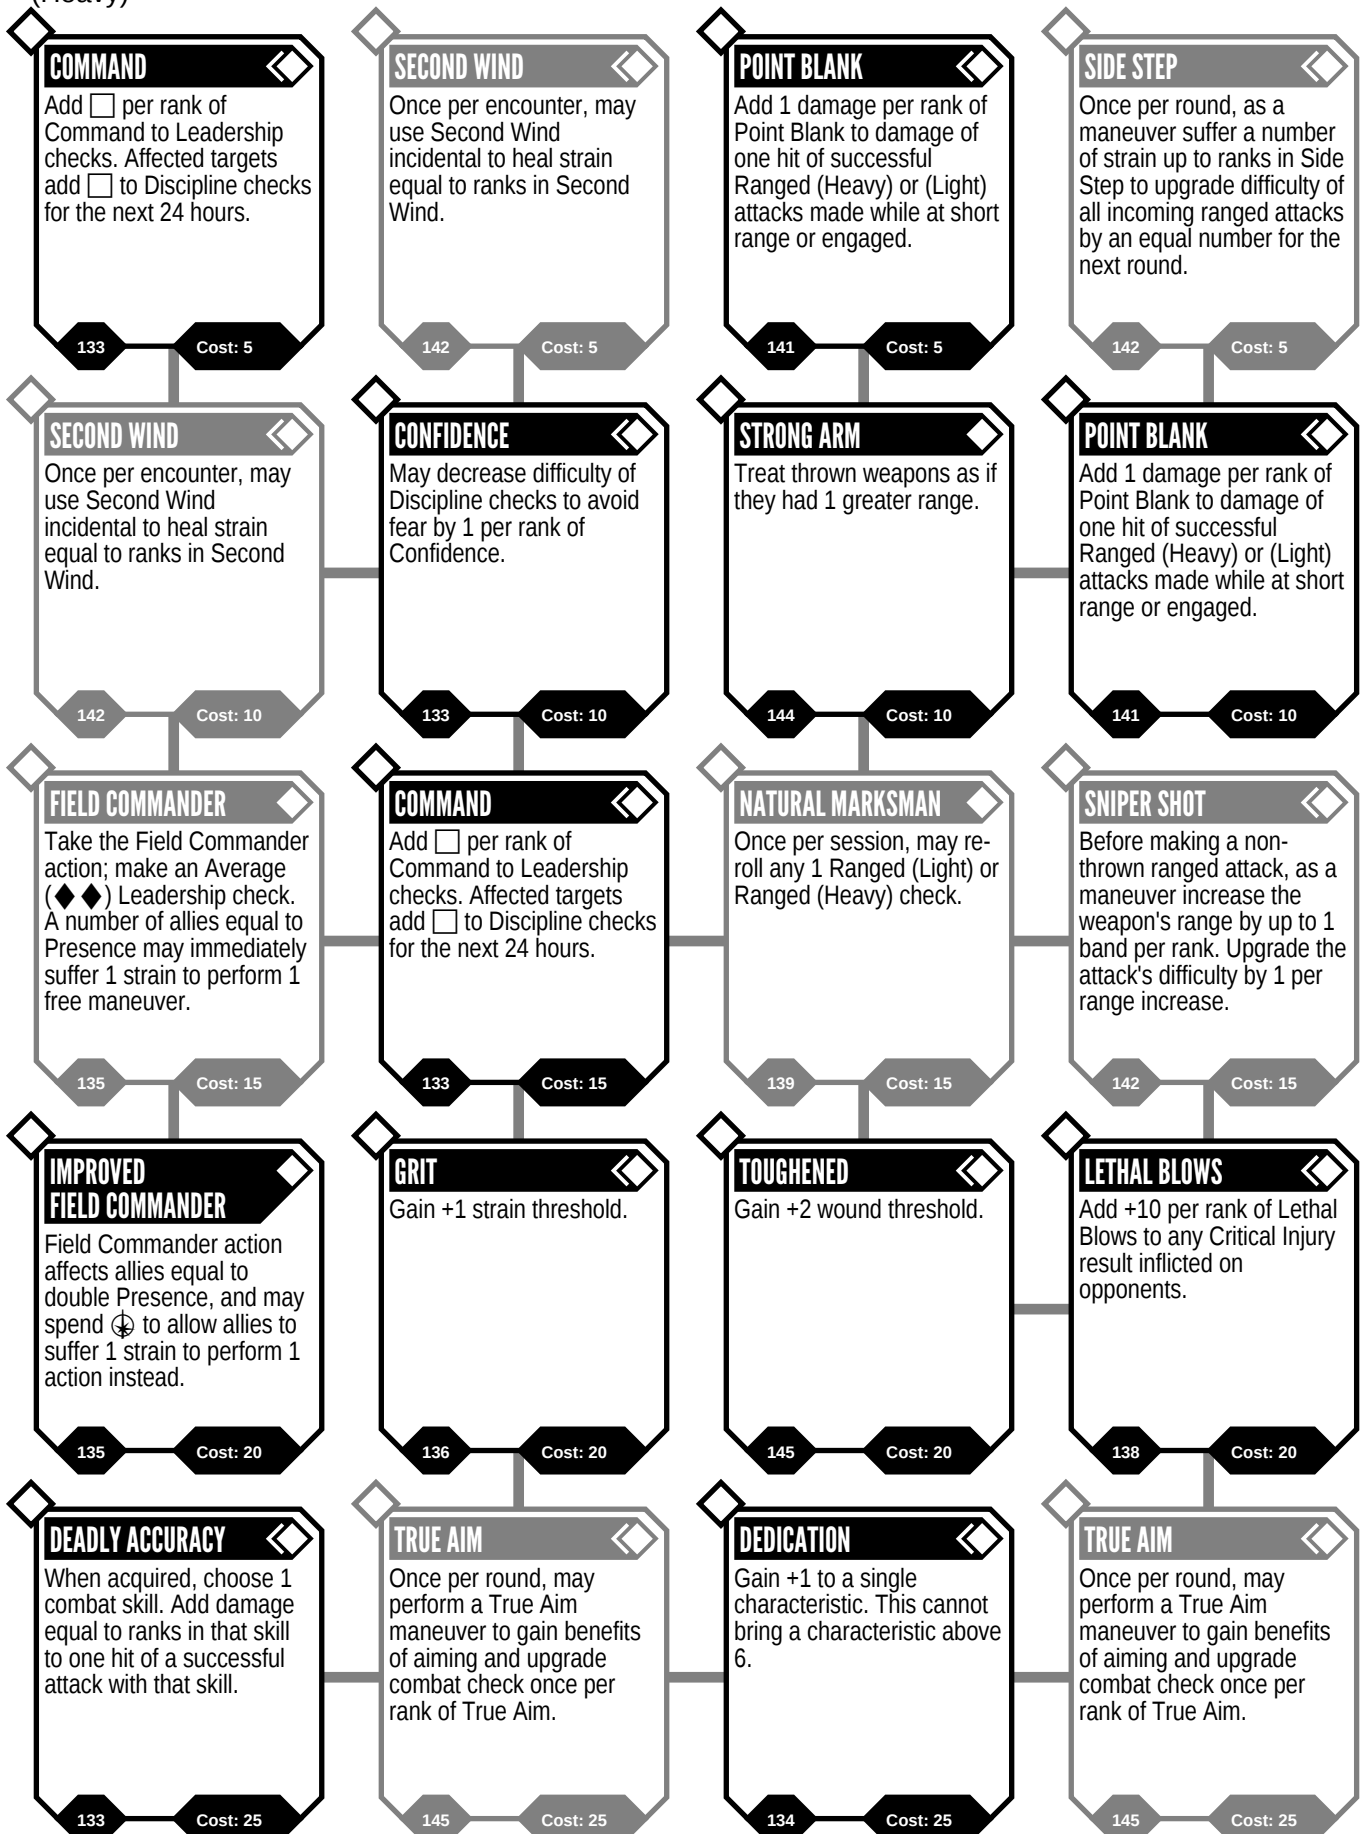 (Heavy)
COMMAND
Add □ per rank of
Command to Leadership
checks. Affected targets
add □ to Discipline checks
for the next 24 hours.
133
Cost: 5
SECOND WIND
Once per encounter, may
use Second Wind
incidental to heal strain
equal to ranks in Second
Wind.
142
Cost: 5
POINT BLANK
Add 1 damage per rank of
Point Blank to damage of
one hit of successful
Ranged (Heavy) or (Light)
attacks made while at short
range or engaged.
141
Cost: 5
SIDE STEP
Once per round, as a
maneuver suffer a number
of strain up to ranks in Side
Step to upgrade difficulty of
all incoming ranged attacks
by an equal number for the
next round.
142
Cost: 5
SECOND WIND
Once per encounter, may
use Second Wind
incidental to heal strain
equal to ranks in Second
Wind.
142
Cost: 10
CONFIDENCE
May decrease difficulty of
Discipline checks to avoid
fear by 1 per rank of
Confidence.
133
Cost: 10
STRONG ARM
Treat thrown weapons as if
they had 1 greater range.
144
Cost: 10
POINT BLANK
Add 1 damage per rank of
Point Blank to damage of
one hit of successful
Ranged (Heavy) or (Light)
attacks made while at short
range or engaged.
141
Cost: 10
FIELD COMMANDER
Take the Field Commander
action; make an Average
(♦ ♦) Leadership check.
A number of allies equal to
Presence may immediately
suffer 1 strain to perform 1
free maneuver.
135
Cost: 15
COMMAND
Add □ per rank of
Command to Leadership
checks. Affected targets
add □ to Discipline checks
for the next 24 hours.
133
Cost: 15
NATURAL MARKSMAN
Once per session, may re-
roll any 1 Ranged (Light) or
Ranged (Heavy) check.
139
Cost: 15
SNIPER SHOT
Before making a non-
thrown ranged attack, as a
maneuver increase the
weapon's range by up to 1
band per rank. Upgrade the
attack's difficulty by 1 per
range increase.
142
Cost: 15
IMPROVED
FIELD COMMANDER
Field Commander action
affects allies equal to
double Presence, and may
spend to allow allies to
suffer 1 strain to perform 1
action instead.
135
Cost: 20
GRIT
Gain +1 strain threshold.
136
Cost: 20
TOUGHENED
Gain +2 wound threshold.
145
Cost: 20
LETHAL BLOWS
Add +10 per rank of Lethal
Blows to any Critical Injury
result inflicted on
opponents.
138
Cost: 20
DEADLY ACCURACY
When acquired, choose 1
combat skill. Add damage
equal to ranks in that skill
to one hit of a successful
attack with that skill.
133
Cost: 25
TRUE AIM
Once per round, may
perform a True Aim
maneuver to gain benefits
of aiming and upgrade
combat check once per
rank of True Aim.
145
Cost: 25
DEDICATION
Gain +1 to a single
characteristic. This cannot
bring a characteristic above
6.
134
Cost: 25
TRUE AIM
Once per round, may
perform a True Aim
maneuver to gain benefits
of aiming and upgrade
combat check once per
rank of True Aim.
145
Cost: 25